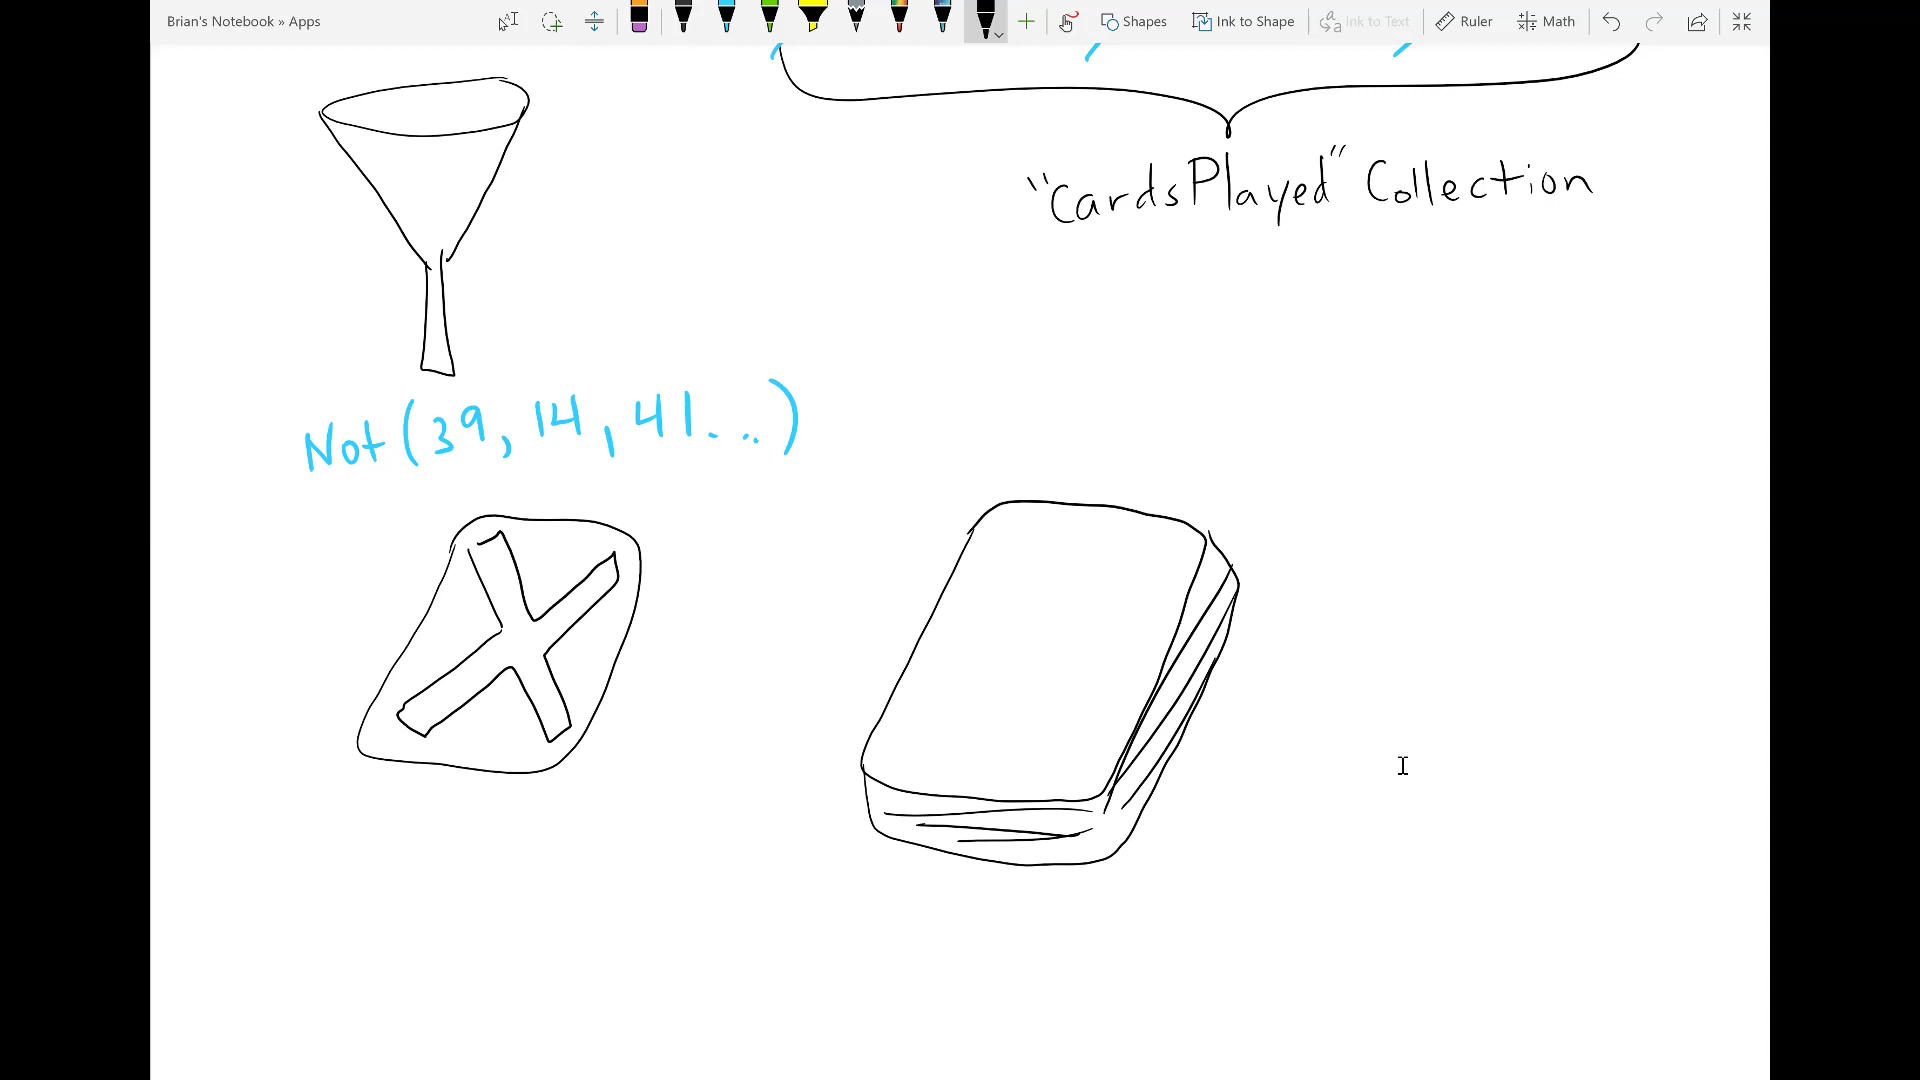 Brian's Notebook » Apps
Shapes
Ink to Shape
Ink to Text
Ruler
Math
"CardsPlayed" Collection
Not (39, 14, 41...)